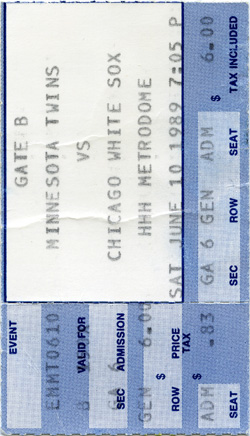 GATE B
MINNESOTA TWINS
VS
CHICAGO WHITE SOX
HHH METRODOME
SAT JUNE 10 1989 7:05 P
GA 6 GEN ADM 6.00
SEC ROW SEAT $ TAX INCLUDED
EVENT
EMMT0610
VALID FOR
B
GA 6
SEC ADMISSION
GEN 6.00
ROW $ PRICE
TAX
ADM .83
SEAT $